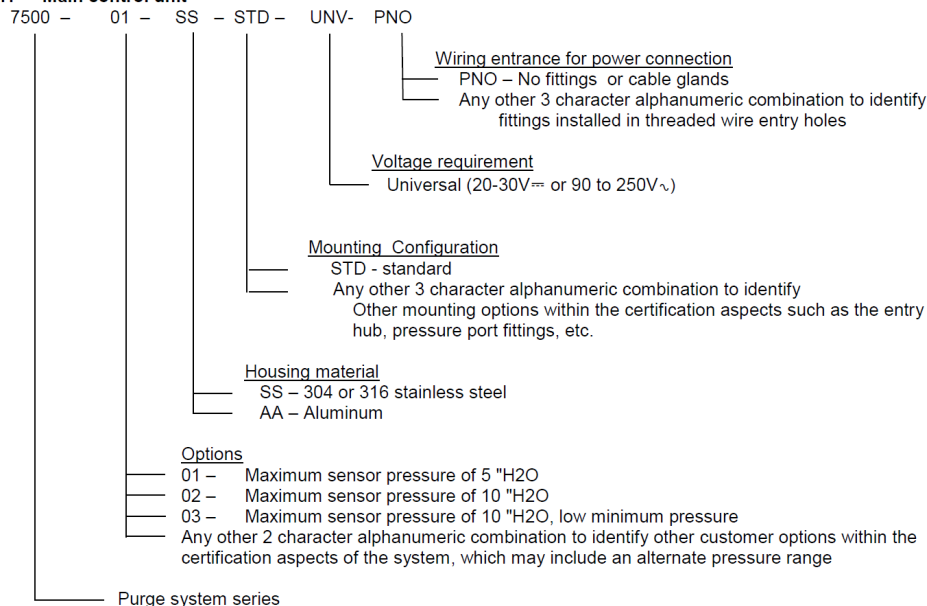 Main control unit
7500 – 01 – SS – STD – UNV- PNO
Wiring entrance for power connection
PNO – No fittings or cable glands
Any other 3 character alphanumeric combination to identify
fittings installed in threaded wire entry holes
Voltage requirement
Universal (20-30V⎓ or 90 to 250V∿)
Mounting Configuration
STD - standard
Any other 3 character alphanumeric combination to identify
Other mounting options within the certification aspects such as the entry
hub, pressure port fittings, etc.
Housing material
SS – 304 or 316 stainless steel
AA – Aluminum
Options
01 – Maximum sensor pressure of 5 "H2O
02 – Maximum sensor pressure of 10 "H2O
03 – Maximum sensor pressure of 10 "H2O, low minimum pressure
Any other 2 character alphanumeric combination to identify other customer options within the
certification aspects of the system, which may include an alternate pressure range
Purge system series